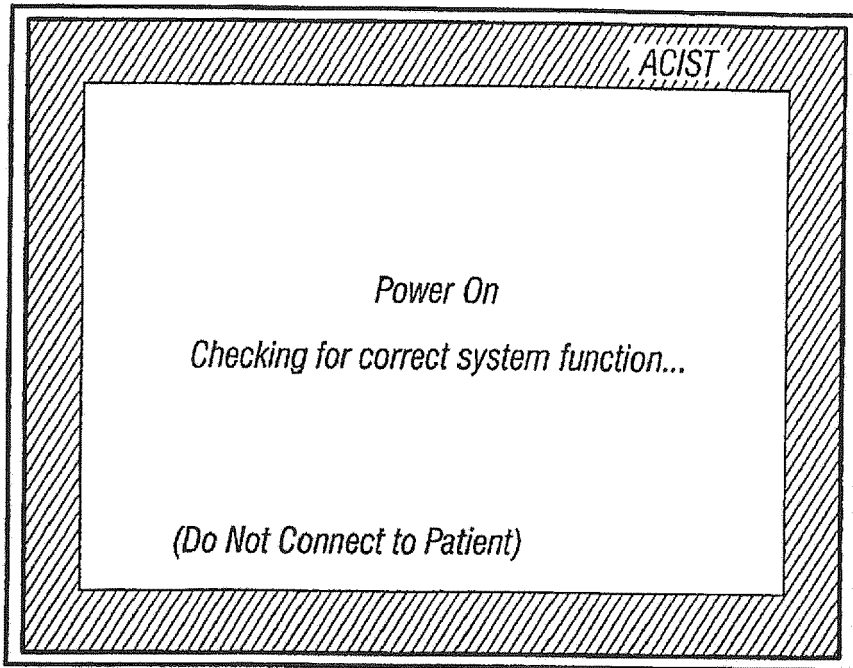 ACIST
Power On
Checking for correct system function...
(Do Not Connect to Patient)